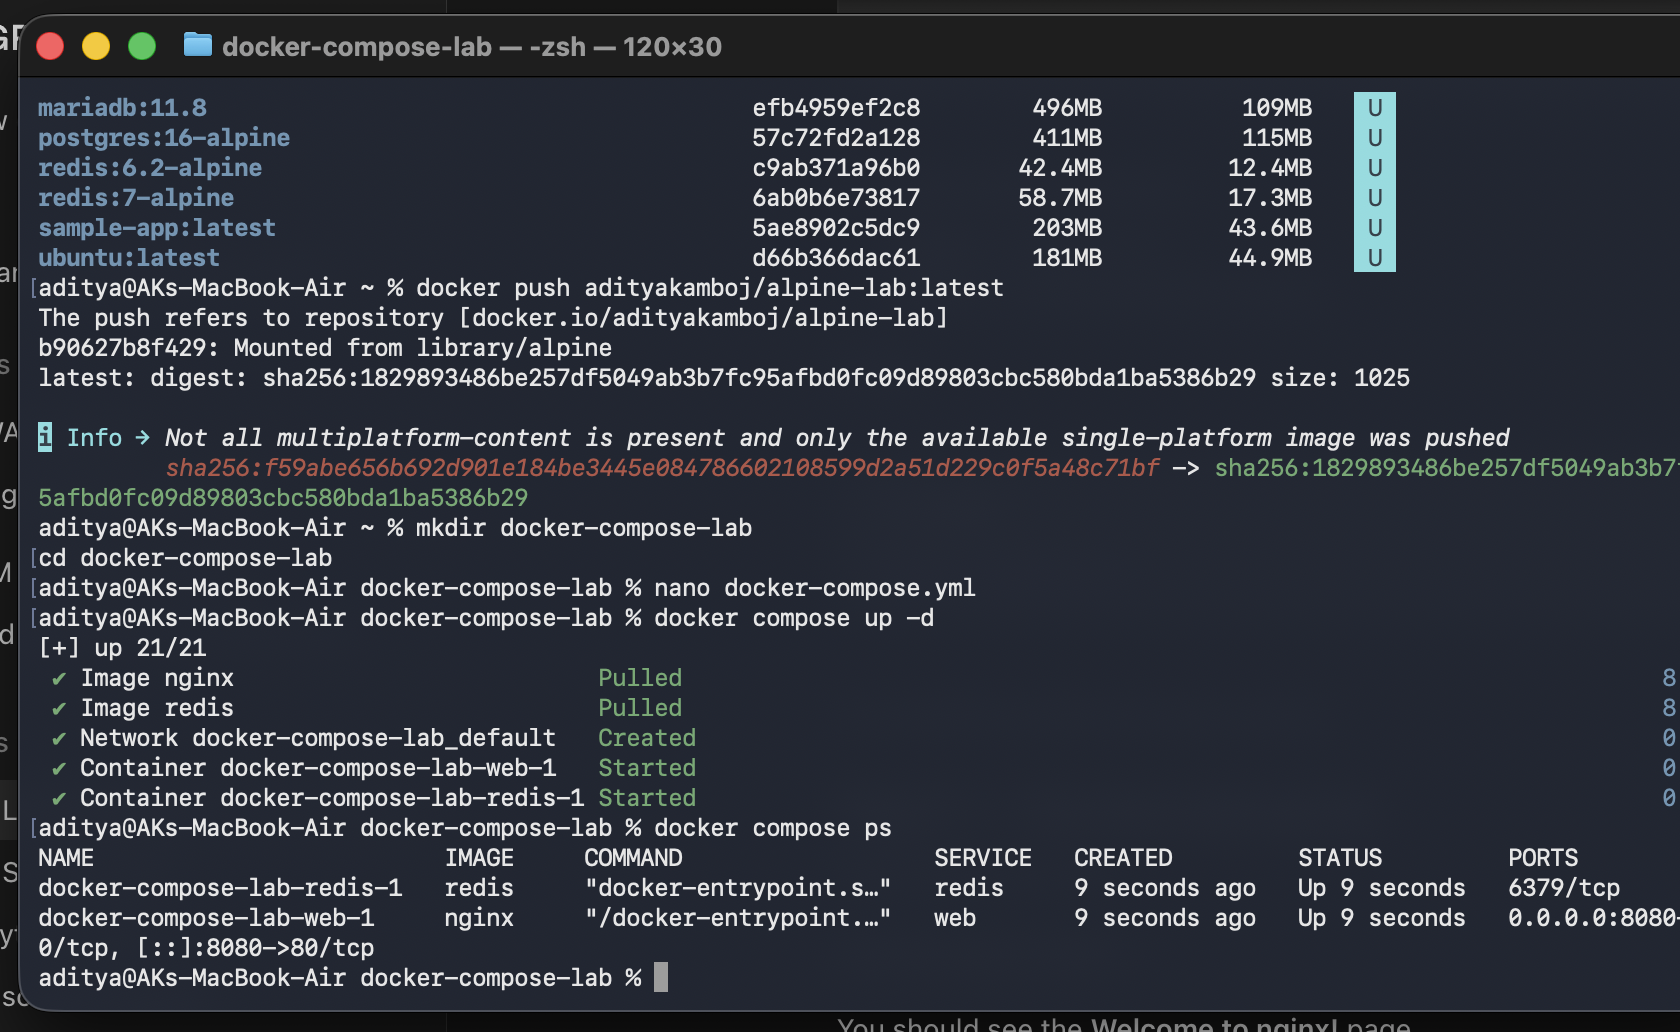 docker-compose-lab — -zsh — 120×30
mariadb:11.8 efb4959ef2c8 496MB 109MB U
postgres:16-alpine 57c72fd2a128 411MB 115MB U
redis:6.2-alpine c9ab371a96b0 42.4MB 12.4MB U
redis:7-alpine 6ab0b6e73817 58.7MB 17.3MB U
sample-app:latest 5ae8902c5dc9 203MB 43.6MB U
ubuntu:latest d66b366dac61 181MB 44.9MB U
[aditya@AKs-MacBook-Air ~ % docker push adityakamboj/alpine-lab:latest
The push refers to repository [docker.io/adityakamboj/alpine-lab]
b90627b8f429: Mounted from library/alpine
latest: digest: sha256:1829893486be257df5049ab3b7fc95afbd0fc09d89803cbc580bda1ba5386b29 size: 1025
i Info → Not all multiplatform-content is present and only the available single-platform image was pushed
sha256:f59abe656b692d901e184be3445e084786602108599d2a51d229c0f5a48c71bf -> sha256:1829893486be257df5049ab3b7
5afbd0fc09d89803cbc580bda1ba5386b29
aditya@AKs-MacBook-Air ~ % mkdir docker-compose-lab
[cd docker-compose-lab
[aditya@AKs-MacBook-Air docker-compose-lab % nano docker-compose.yml
[aditya@AKs-MacBook-Air docker-compose-lab % docker compose up -d
[+] up 21/21
✔ Image nginx Pulled 8
✔ Image redis Pulled 8
✔ Network docker-compose-lab_default Created 0
✔ Container docker-compose-lab-web-1 Started 0
✔ Container docker-compose-lab-redis-1 Started 0
[aditya@AKs-MacBook-Air docker-compose-lab % docker compose ps
NAME IMAGE COMMAND SERVICE CREATED STATUS PORTS
docker-compose-lab-redis-1 redis "docker-entrypoint.s…" redis 9 seconds ago Up 9 seconds 6379/tcp
docker-compose-lab-web-1 nginx "/docker-entrypoint.…" web 9 seconds ago Up 9 seconds 0.0.0.0:8080
0/tcp, [::]:8080->80/tcp
aditya@AKs-MacBook-Air docker-compose-lab %
You should see the Welcome to nginx! page